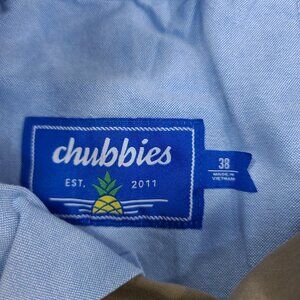 chubbies
EST. 2011
38
MADE IN
VIETNAM